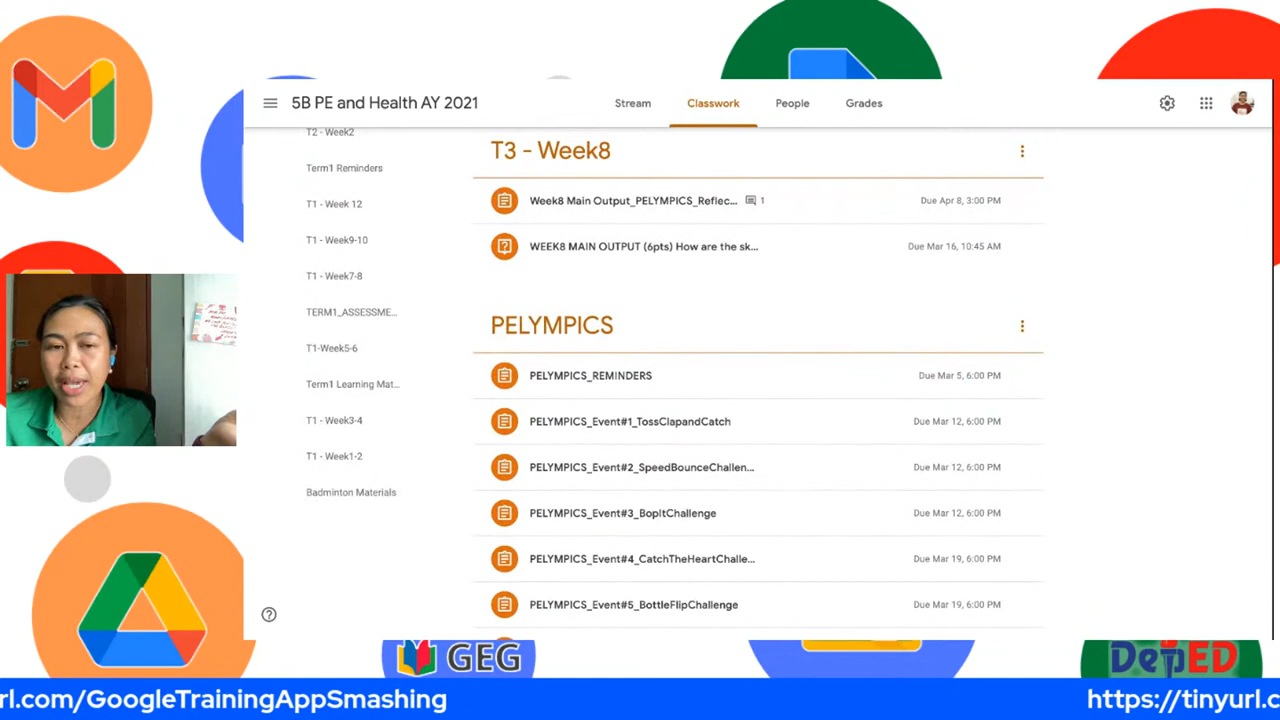 5B PE and Health AY 2021
Stream
Classwork
People
Grades
T2 - Week2
Term1 Reminders
T1 - Week 12
T1 - Week9-10
T1 - Week7-8
TERM1_ASSESSME...
T1-Week5-6
Term1 Learning Mat...
T1 - Week3-4
T1 - Week1-2
Badminton Materials
T3 - Week8
Week8 Main Output_PELYMPICS_Reflec... 1 Due Apr 8, 3:00 PM
WEEK8 MAIN OUTPUT (6pts) How are the sk... Due Mar 16, 10:45 AM
PELYMPICS
PELYMPICS_REMINDERS Due Mar 5, 6:00 PM
PELYMPICS_Event#1_TossClapandCatch Due Mar 12, 6:00 PM
PELYMPICS_Event#2_SpeedBounceChallen... Due Mar 12, 6:00 PM
PELYMPICS_Event#3_BopItChallenge Due Mar 12, 6:00 PM
PELYMPICS_Event#4_CatchTheHeartChalle... Due Mar 19, 6:00 PM
PELYMPICS_Event#5_BottleFlipChallenge Due Mar 19, 6:00 PM
GEG
DepED
rl.com/GoogleTrainingAppSmashing
https://tinyurl.c